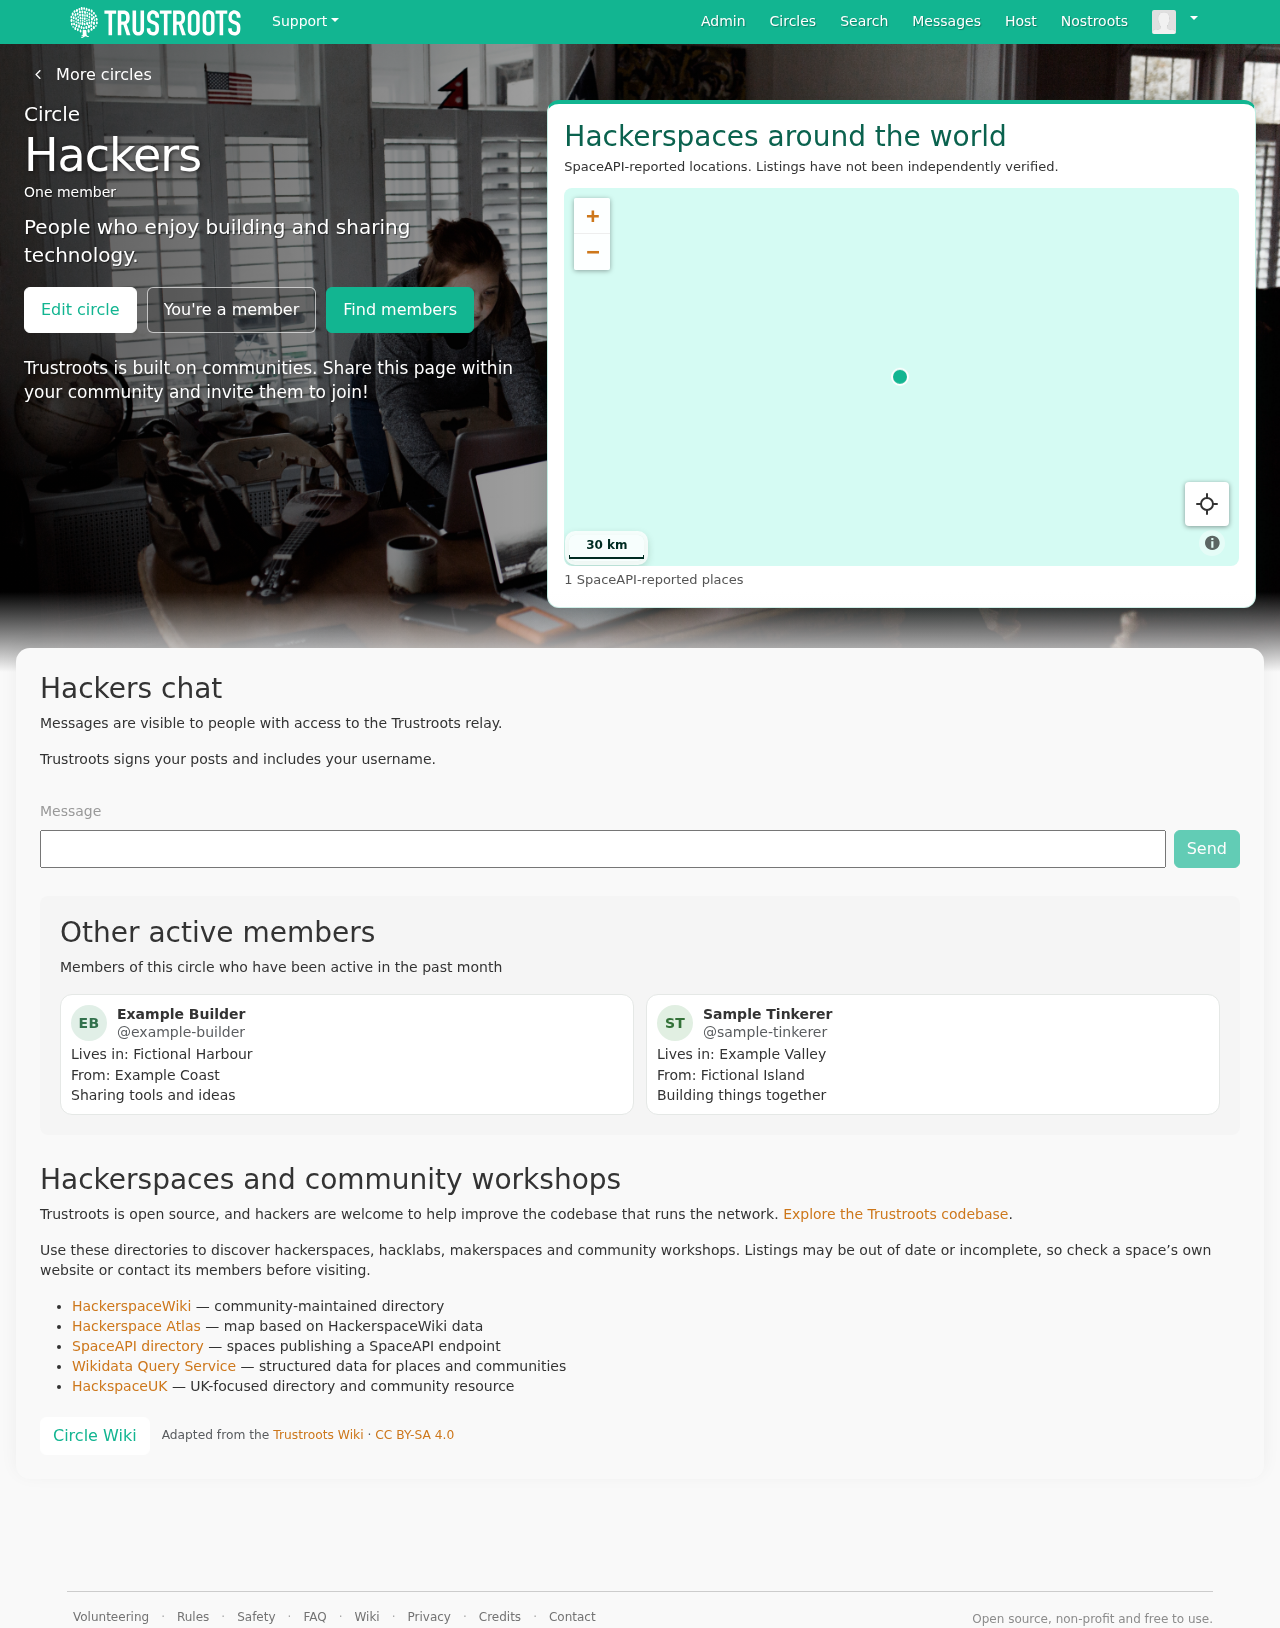 TRUSTROOTS
Support
Admin
Circles
Search
Messages
Host
Nostroots
More circles
Circle
Hackers
One member
People who enjoy building and sharing
technology.
Edit circle
You're a member
Find members
Trustroots is built on communities. Share this page within
your community and invite them to join!
Hackerspaces around the world
SpaceAPI-reported locations. Listings have not been independently verified.
+
−
30 km
1 SpaceAPI-reported places
Hackers chat
Messages are visible to people with access to the Trustroots relay.
Trustroots signs your posts and includes your username.
Message
Send
Other active members
Members of this circle who have been active in the past month
EB
Example Builder
@example-builder
Lives in: Fictional Harbour
From: Example Coast
Sharing tools and ideas
ST
Sample Tinkerer
@sample-tinkerer
Lives in: Example Valley
From: Fictional Island
Building things together
Hackerspaces and community workshops
Trustroots is open source, and hackers are welcome to help improve the codebase that runs the network. Explore the Trustroots codebase.
Use these directories to discover hackerspaces, hacklabs, makerspaces and community workshops. Listings may be out of date or incomplete, so check a space’s own
website or contact its members before visiting.
• HackerspaceWiki — community-maintained directory
• Hackerspace Atlas — map based on HackerspaceWiki data
• SpaceAPI directory — spaces publishing a SpaceAPI endpoint
• Wikidata Query Service — structured data for places and communities
• HackspaceUK — UK-focused directory and community resource
Circle Wiki
Adapted from the Trustroots Wiki · CC BY-SA 4.0
Volunteering · Rules · Safety · FAQ · Wiki · Privacy · Credits · Contact
Open source, non-profit and free to use.